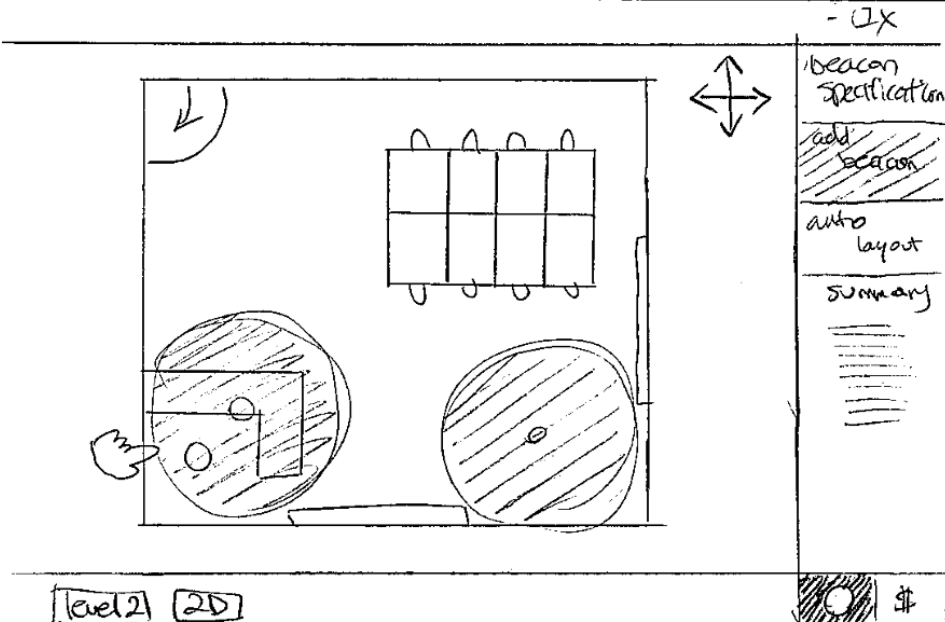 - □X
beacon
specification
add
beacon
auto
layout
summary
level 2
2D
$